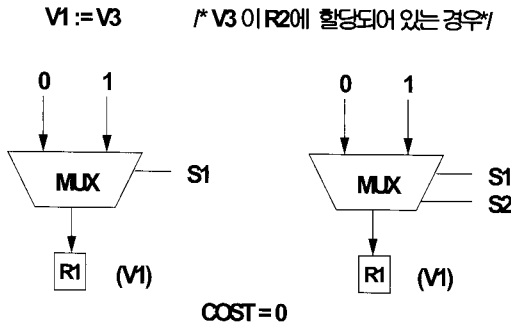 V1 := V3 /* V3 이 R2에 할당되어 있는 경우*/
0 1 0 1
MUX S1 MUX S1
S2
R1 (V1) R1 (V1)
COST = 0